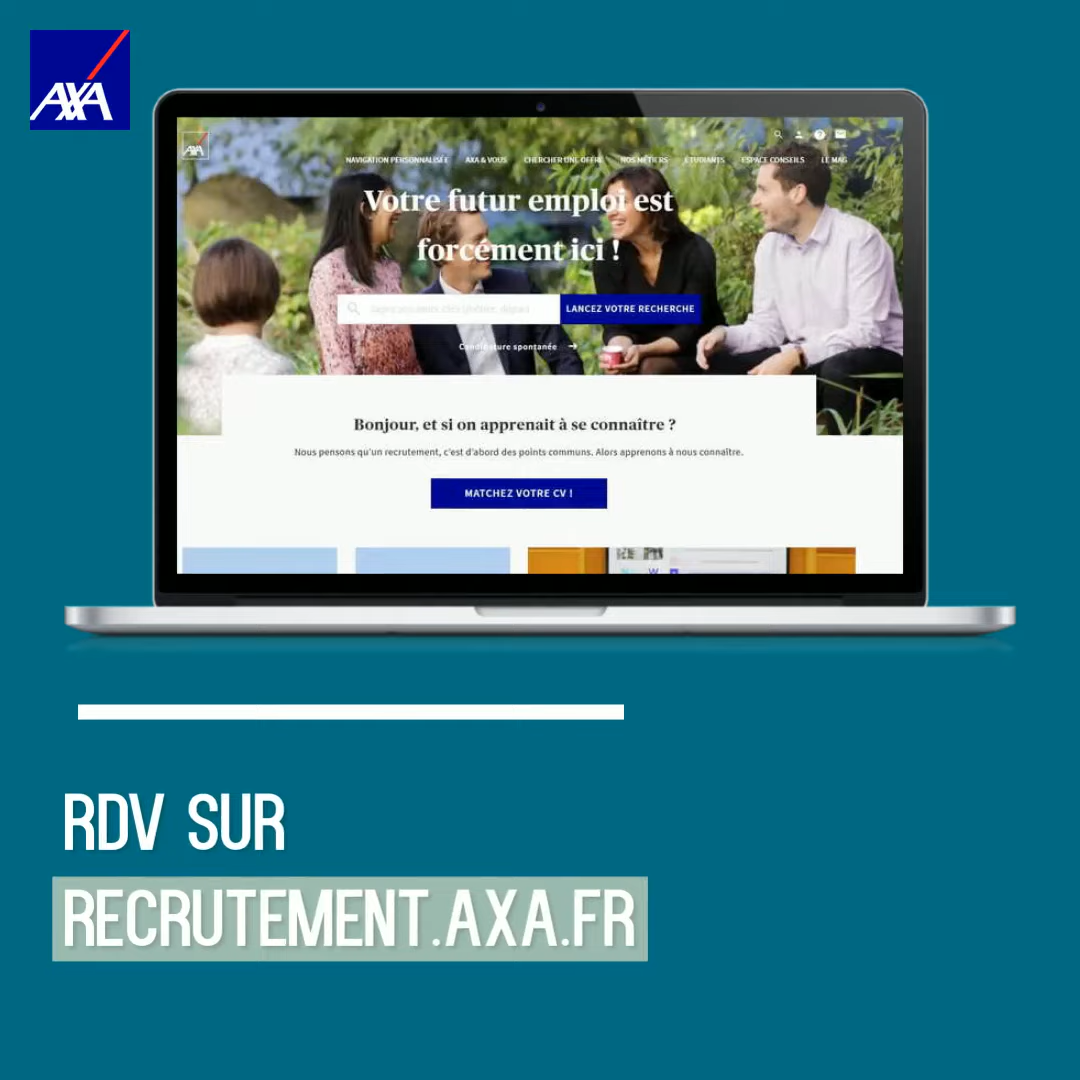 AXA
AXA
NAVIGATION PERSONNALISÉE AXA & VOUS CHERCHER UNE OFFRE NOS MÉTIERS ETUDIANTS ESPACE CONSEILS LE MAG
Votre futur emploi est
forcément ici !
LANCEZ VOTRE RECHERCHE
Candidature spontanée →
Bonjour, et si on apprenait à se connaître ?
Nous pensons qu'un recrutement, c'est d'abord des points communs. Alors apprenons à nous connaître.
MATCHEZ VOTRE CV !
RDV SUR
RECRUTEMENT.AXA.FR